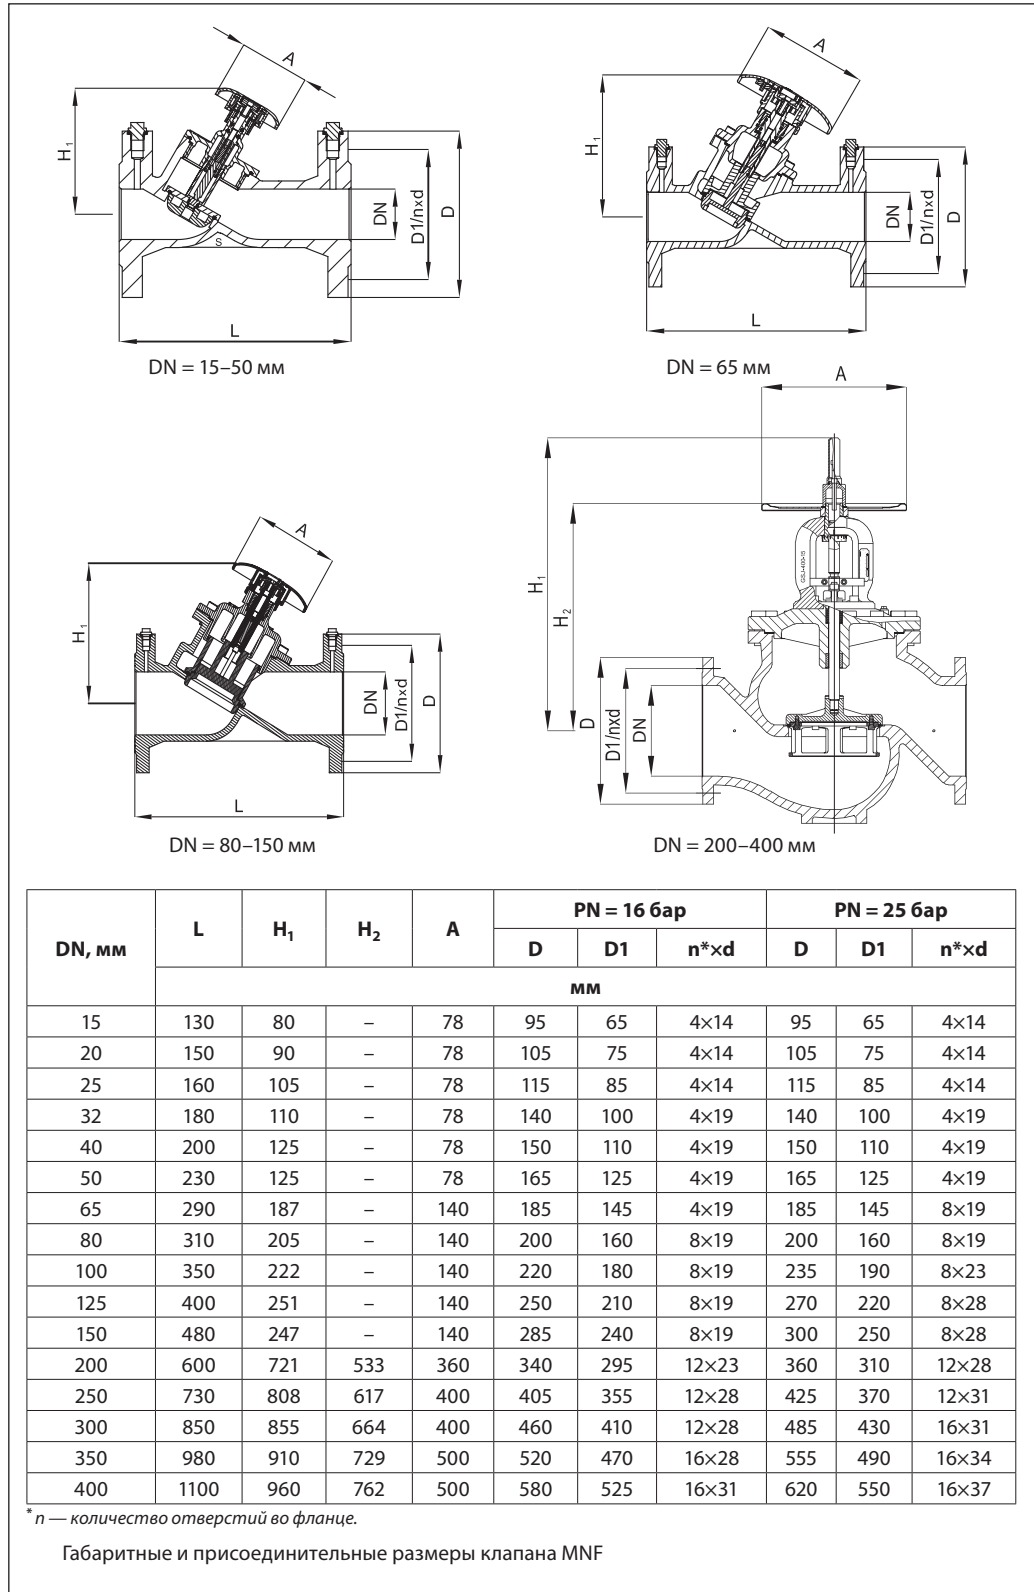 A
H₁
DN
D1/n×d
D
S
L
DN = 15–50 мм
A
H₁
DN
D1/n×d
D
L
DN = 65 мм
A
H₁
DN
D1/n×d
D
L
DN = 80–150 мм
A
H₁
H₂
D
D1/nxd
DN
DN = 200–400 мм
DN, мм L H₁ H₂ A PN = 16 бар PN = 25 бар
D D1 n*×d D D1 n*×d
мм
15 130 80 – 78 95 65 4×14 95 65 4×14
20 150 90 – 78 105 75 4×14 105 75 4×14
25 160 105 – 78 115 85 4×14 115 85 4×14
32 180 110 – 78 140 100 4×19 140 100 4×19
40 200 125 – 78 150 110 4×19 150 110 4×19
50 230 125 – 78 165 125 4×19 165 125 4×19
65 290 187 – 140 185 145 4×19 185 145 8×19
80 310 205 – 140 200 160 8×19 200 160 8×19
100 350 222 – 140 220 180 8×19 235 190 8×23
125 400 251 – 140 250 210 8×19 270 220 8×28
150 480 247 – 140 285 240 8×19 300 250 8×28
200 600 721 533 360 340 295 12×23 360 310 12×28
250 730 808 617 400 405 355 12×28 425 370 12×31
300 850 855 664 400 460 410 12×28 485 430 16×31
350 980 910 729 500 520 470 16×28 555 490 16×34
400 1100 960 762 500 580 525 16×31 620 550 16×37
* n — количество отверстий во фланце.
Габаритные и присоединительные размеры клапана MNF